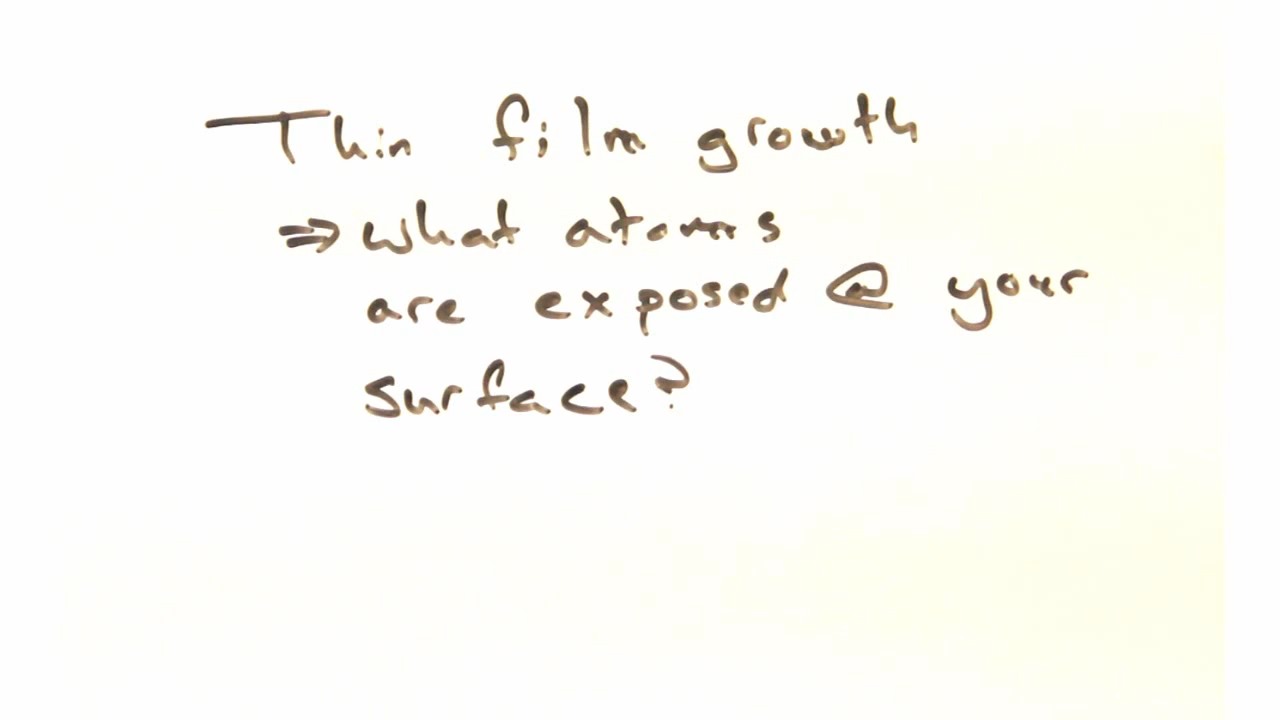 Thin film growth
⇒ what atoms
are exposed @ your
surface?